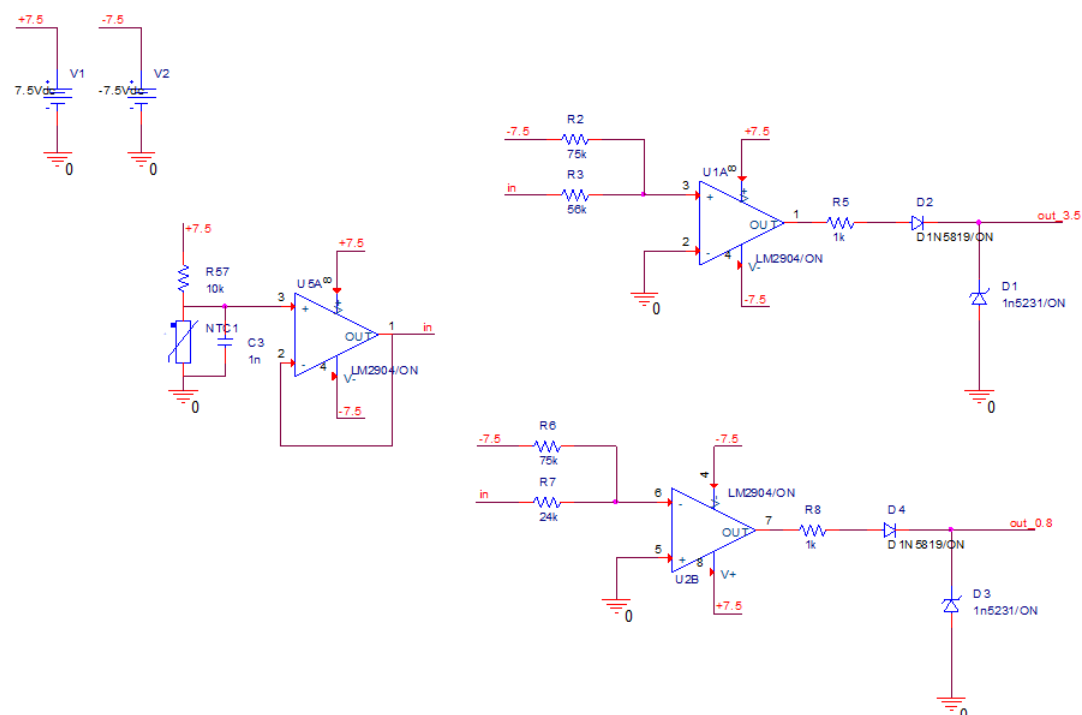 +7.5
-7.5
V1
V2
7.5Vdc
-7.5Vdc
0
0
-7.5
R2
75k
+7.5
in
R3
56k
U1A
8
3
+
V+
2
-
4
V-
OUT
1
LM2904/ON
-7.5
0
R5
1k
D2
D1N5819/ON
out_3.5
D1
1n5231/ON
0
+7.5
R57
10k
NTC1
C3
1n
0
+7.5
U5A
8
3
+
V+
2
-
4
V-
OUT
1
in
LM2904/ON
-7.5
-7.5
R6
75k
in
R7
24k
-7.5
4
V-
LM2904/ON
6
-
5
+
OUT
7
8
V+
U2B
+7.5
0
R8
1k
D4
D1N5819/ON
out_0.8
D3
1n5231/ON
0